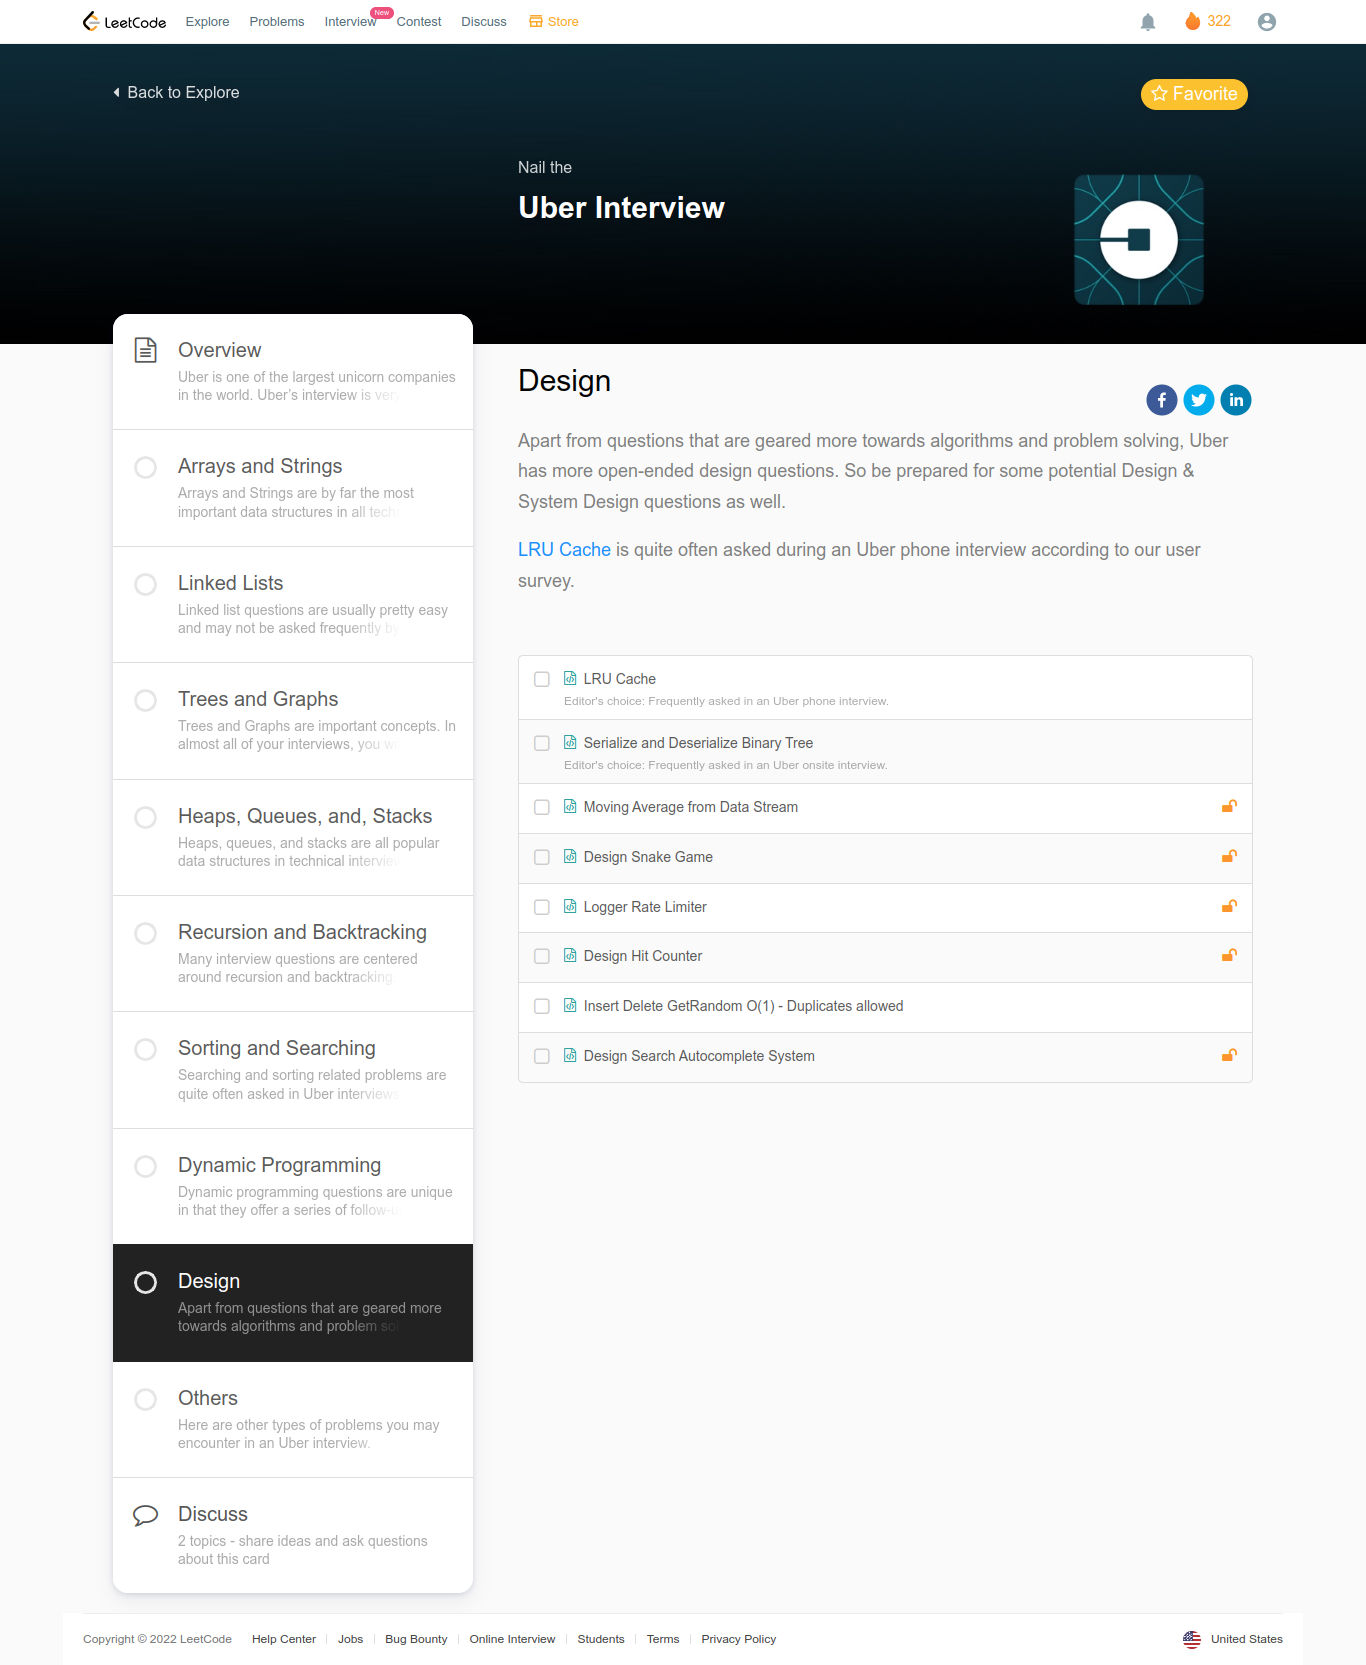 LeetCode Explore Problems Interview New Contest Discuss Store 322
Back to Explore
Favorite
Nail the
Uber Interview
Overview
Uber is one of the largest unicorn companies
in the world. Uber's interview is very
Arrays and Strings
Arrays and Strings are by far the most
important data structures in all tech
Linked Lists
Linked list questions are usually pretty easy
and may not be asked frequently by
Trees and Graphs
Trees and Graphs are important concepts. In
almost all of your interviews, you w
Heaps, Queues, and, Stacks
Heaps, queues, and stacks are all popular
data structures in technical interview
Recursion and Backtracking
Many interview questions are centered
around recursion and backtracking
Sorting and Searching
Searching and sorting related problems are
quite often asked in Uber interviews
Dynamic Programming
Dynamic programming questions are unique
in that they offer a series of follow-u
Design
Apart from questions that are geared more
towards algorithms and problem sol
Others
Here are other types of problems you may
encounter in an Uber interview.
Discuss
2 topics - share ideas and ask questions
about this card
Design
Apart from questions that are geared more towards algorithms and problem solving, Uber
has more open-ended design questions. So be prepared for some potential Design &
System Design questions as well.
LRU Cache is quite often asked during an Uber phone interview according to our user
survey.
LRU Cache
Editor's choice: Frequently asked in an Uber phone interview.
Serialize and Deserialize Binary Tree
Editor's choice: Frequently asked in an Uber onsite interview.
Moving Average from Data Stream
Design Snake Game
Logger Rate Limiter
Design Hit Counter
Insert Delete GetRandom O(1) - Duplicates allowed
Design Search Autocomplete System
Copyright © 2022 LeetCode Help Center Jobs Bug Bounty Online Interview Students Terms Privacy Policy United States